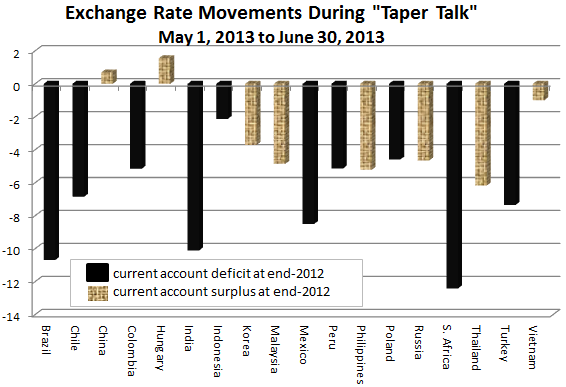 Exchange Rate Movements During "Taper Talk"
May 1, 2013 to June 30, 2013
2
0
-2
-4
-6
-8
-10
-12
-14
current account deficit at end-2012
current account surplus at end-2012
Brazil
Chile
China
Colombia
Hungary
India
Indonesia
Korea
Malaysia
Mexico
Peru
Philippines
Poland
Russia
S. Africa
Thailand
Turkey
Vietnam